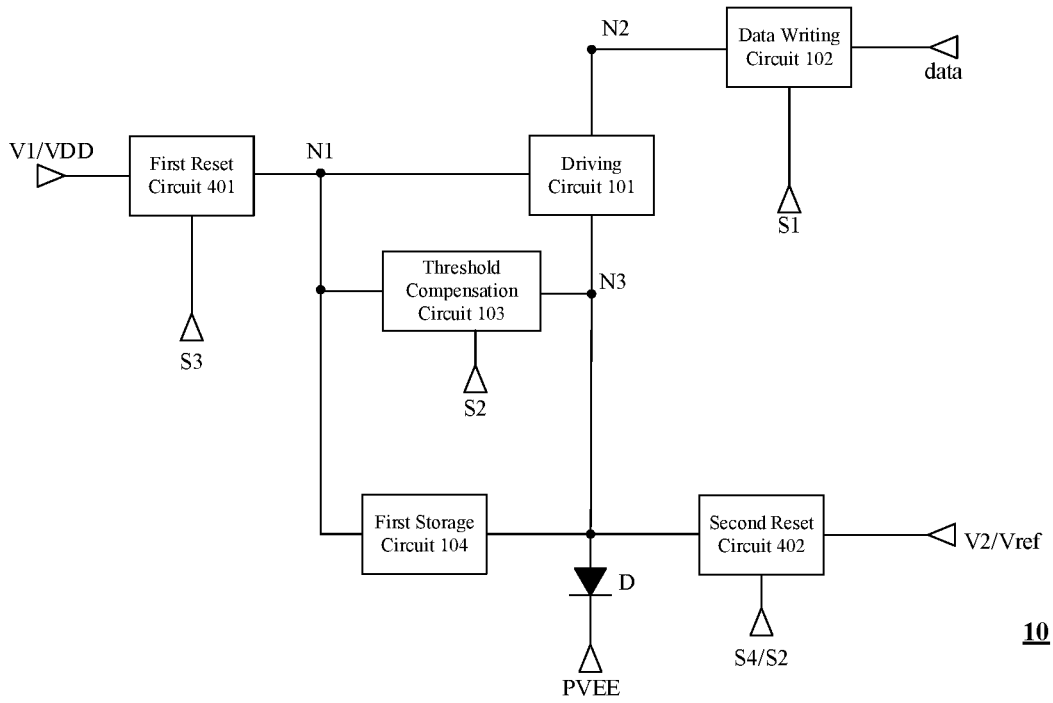 N2
Data Writing
Circuit 102
data
V1/VDD
First Reset
Circuit 401
N1
Driving
Circuit 101
S1
Threshold
Compensation
Circuit 103
N3
S3
S2
First Storage
Circuit 104
Second Reset
Circuit 402
V2/Vref
D
S4/S2
10
PVEE